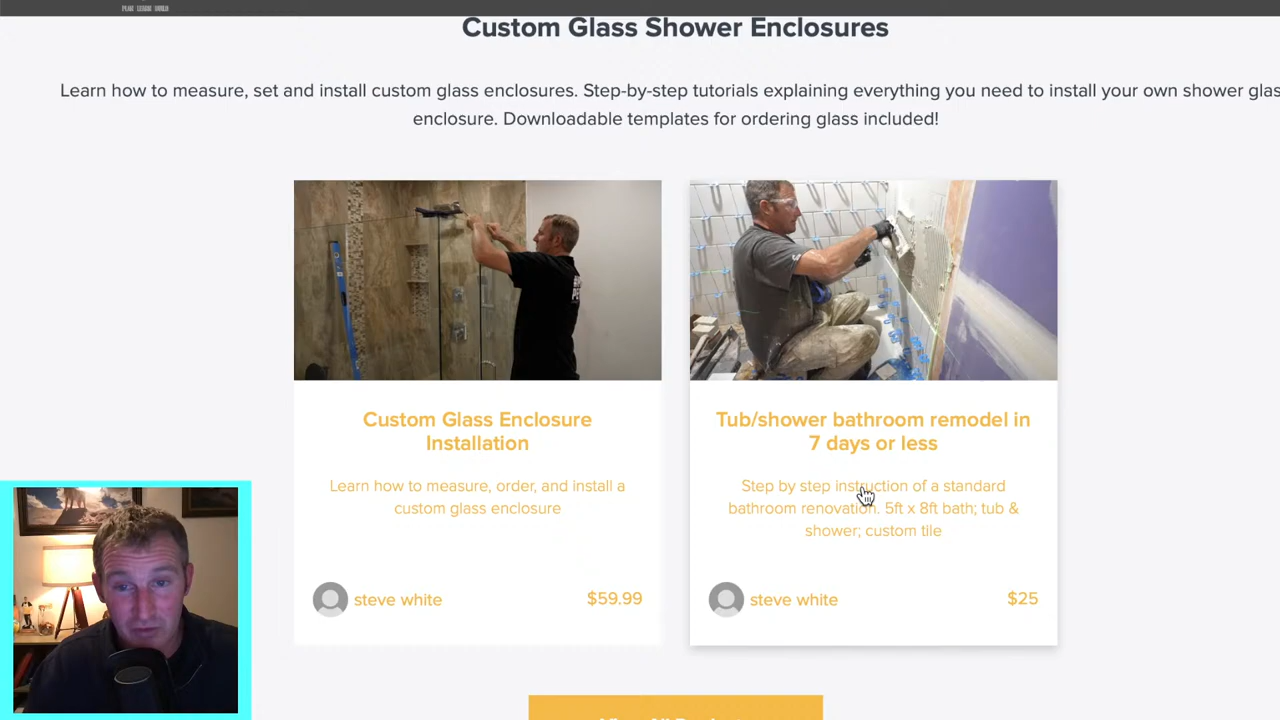 Custom Glass Shower Enclosures
Learn how to measure, set and install custom glass enclosures. Step-by-step tutorials explaining everything you need to install your own shower glas
enclosure. Downloadable templates for ordering glass included!
Custom Glass Enclosure
Installation
Learn how to measure, order, and install a
custom glass enclosure
steve white
$59.99
Tub/shower bathroom remodel in
7 days or less
Step by step instruction of a standard
bathroom renovation. 5ft x 8ft bath; tub &
shower; custom tile
steve white
$25